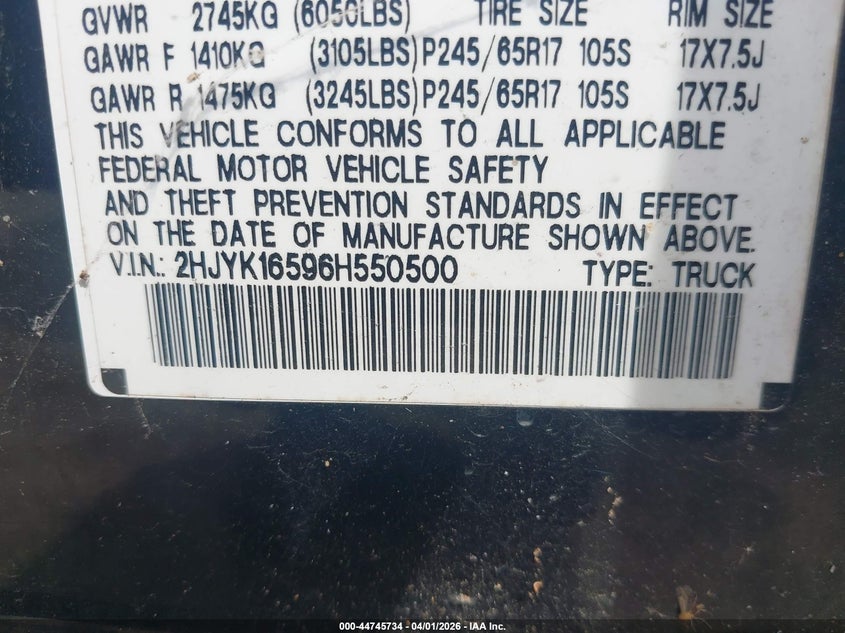 GVWR 2745KG (6050LBS) TIRE SIZE RIM SIZE
GAWR F 1410KG (3105LBS) P245/65R17 105S 17X7.5J
GAWR R 1475KG (3245LBS) P245/65R17 105S 17X7.5J
THIS VEHICLE CONFORMS TO ALL APPLICABLE
FEDERAL MOTOR VEHICLE SAFETY
AND THEFT PREVENTION STANDARDS IN EFFECT
ON THE DATE OF MANUFACTURE SHOWN ABOVE.
V.I.N.: 2HJYK16596H550500 TYPE: TRUCK
000-44745734 - 04/01/2026 - IAA Inc.